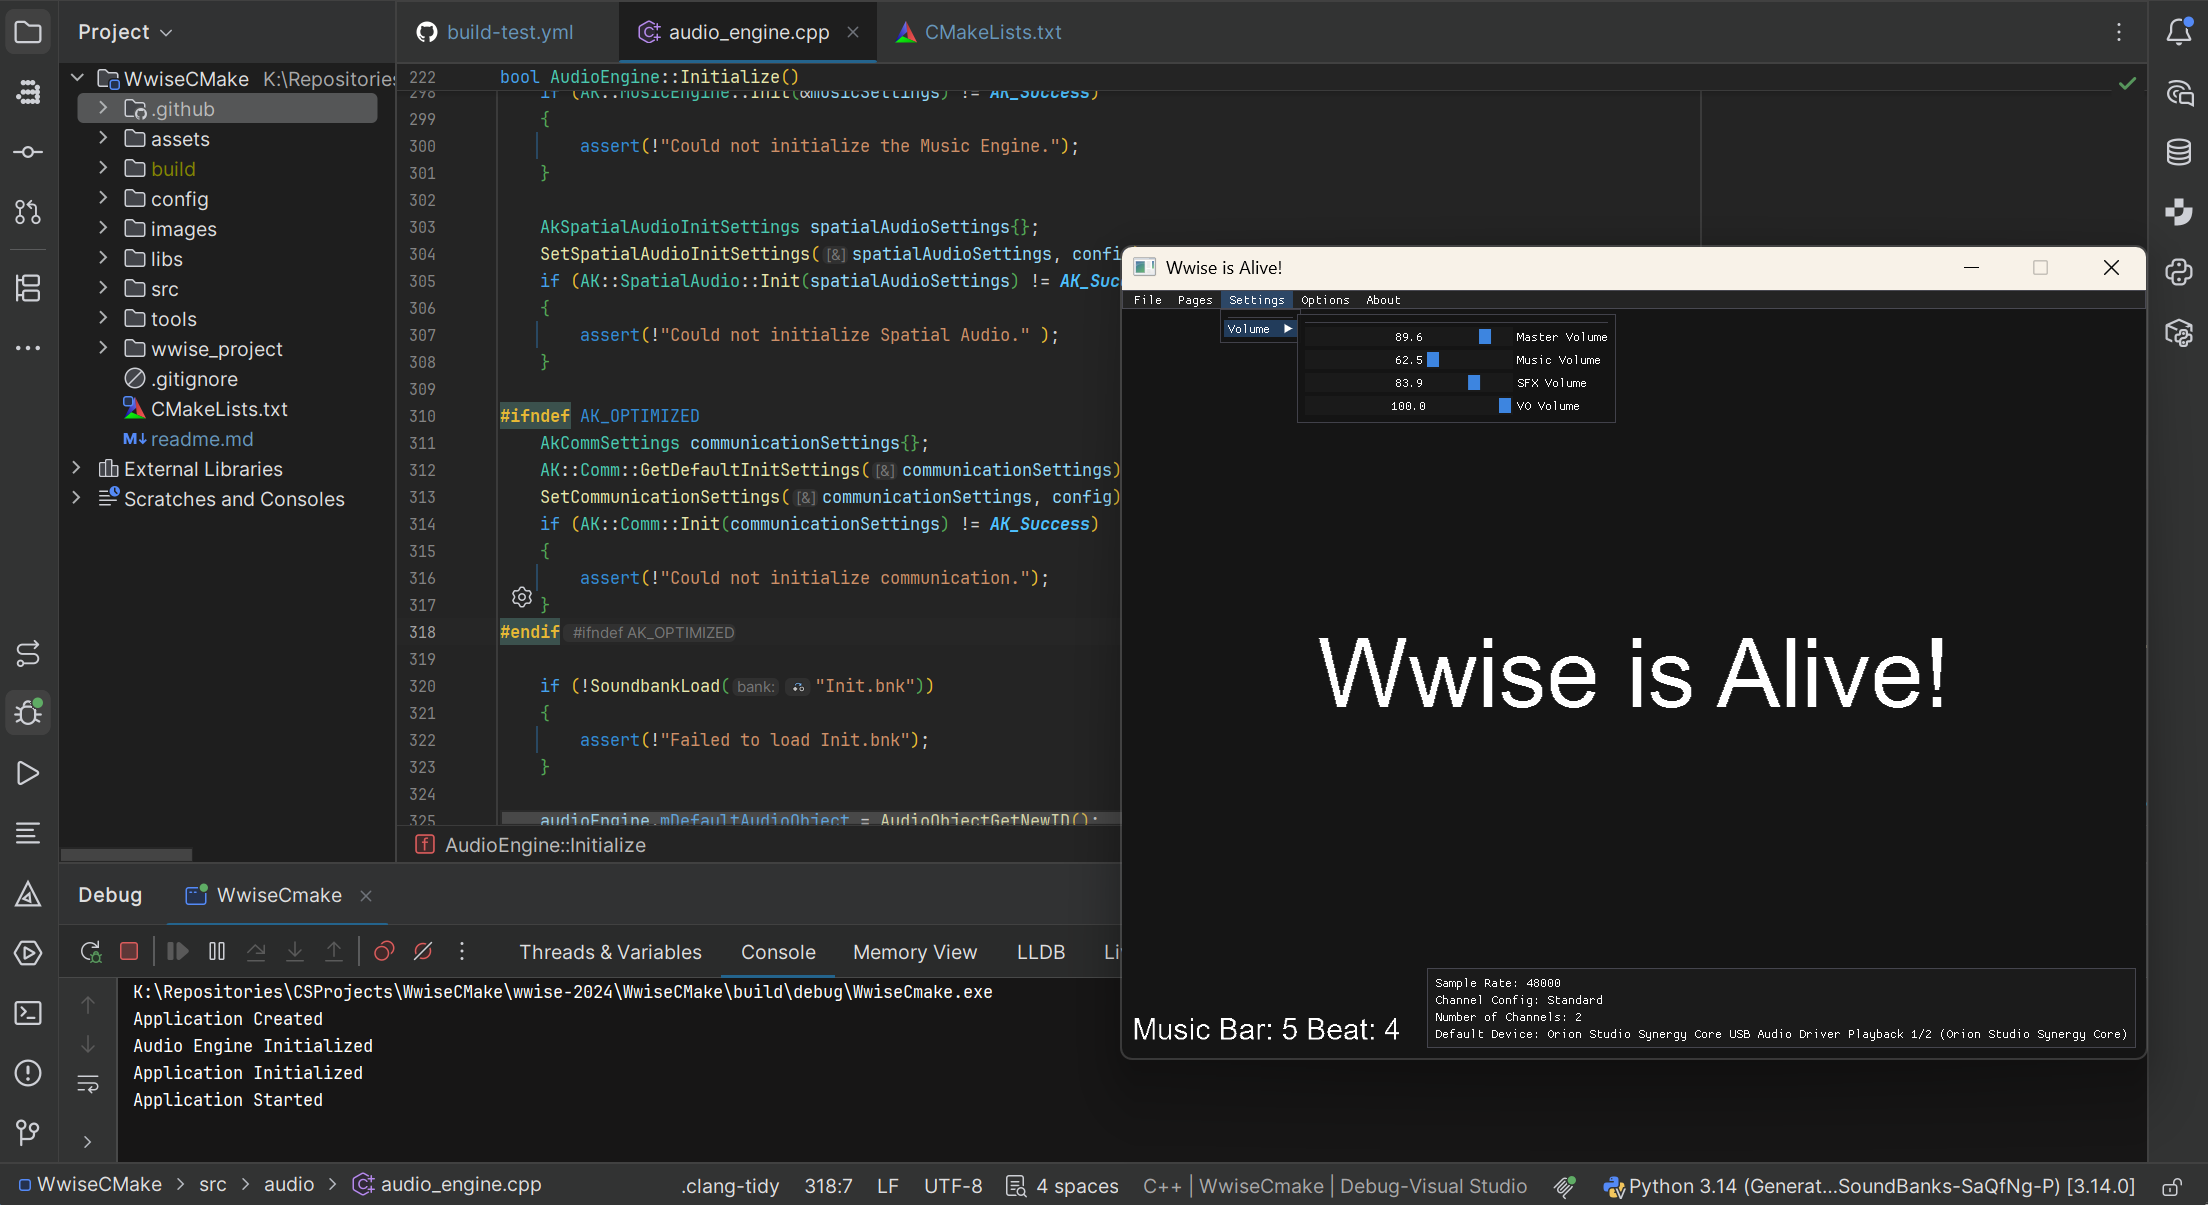 Project
build-test.yml
audio_engine.cpp
CMakeLists.txt
WwiseCMake K:\Repositories
.github
assets
build
config
images
libs
src
tools
wwise_project
.gitignore
CMakeLists.txt
M↓ readme.md
External Libraries
Scratches and Consoles
222 bool AudioEngine::Initialize()
298 if (AK::MusicEngine::Init(&musicSettings) != AK_Success)
299 {
300 assert(!"Could not initialize the Music Engine.");
301 }
302
303 AkSpatialAudioInitSettings spatialAudioSettings{};
304 SetSpatialAudioInitSettings([&] spatialAudioSettings, confi
305 if (AK::SpatialAudio::Init(spatialAudioSettings) != AK_Suc
306 {
307 assert(!"Could not initialize Spatial Audio." );
308 }
309
310 #ifndef AK_OPTIMIZED
311 AkCommSettings communicationSettings{};
312 AK::Comm::GetDefaultInitSettings([&] communicationSettings)
313 SetCommunicationSettings([&] communicationSettings, config)
314 if (AK::Comm::Init(communicationSettings) != AK_Success)
315 {
316 assert(!"Could not initialize communication.");
317 }
318 #endif #ifndef AK_OPTIMIZED
319
320 if (!SoundbankLoad( bank: "Init.bnk"))
321 {
322 assert(!"Failed to load Init.bnk");
323 }
324
325 audioEngine.mDefaultAudioObject = AudioObjectGetNewID();
f AudioEngine::Initialize
Wwise is Alive!
File Pages Settings Options About
Volume
89.6 Master Volume
62.5 Music Volume
83.9 SFX Volume
100.0 VO Volume
Wwise is Alive!
Music Bar: 5 Beat: 4
Sample Rate: 48000
Channel Config: Standard
Number of Channels: 2
Default Device: Orion Studio Synergy Core USB Audio Driver Playback 1/2 (Orion Studio Synergy Core)
Debug WwiseCmake
Threads & Variables Console Memory View LLDB Li
K:\Repositories\CSProjects\WwiseCMake\wwise-2024\WwiseCMake\build\debug\WwiseCmake.exe
Application Created
Audio Engine Initialized
Application Initialized
Application Started
WwiseCMake > src > audio > audio_engine.cpp
.clang-tidy 318:7 LF UTF-8 4 spaces C++ | WwiseCmake | Debug-Visual Studio Python 3.14 (Generat...SoundBanks-SaQfNg-P) [3.14.0]